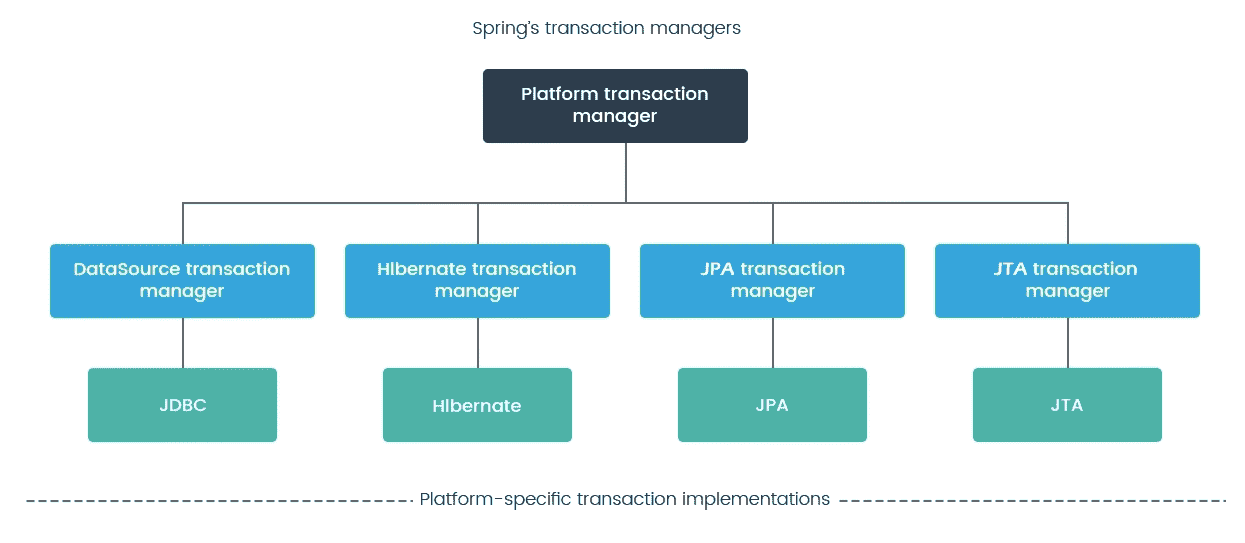 Spring's transaction managers
Platform transaction
manager
DataSource transaction
manager
HIbernate transaction
manager
JPA transaction
manager
JTA transaction
manager
JDBC
HIbernate
JPA
JTA
Platform-specific transaction implementations